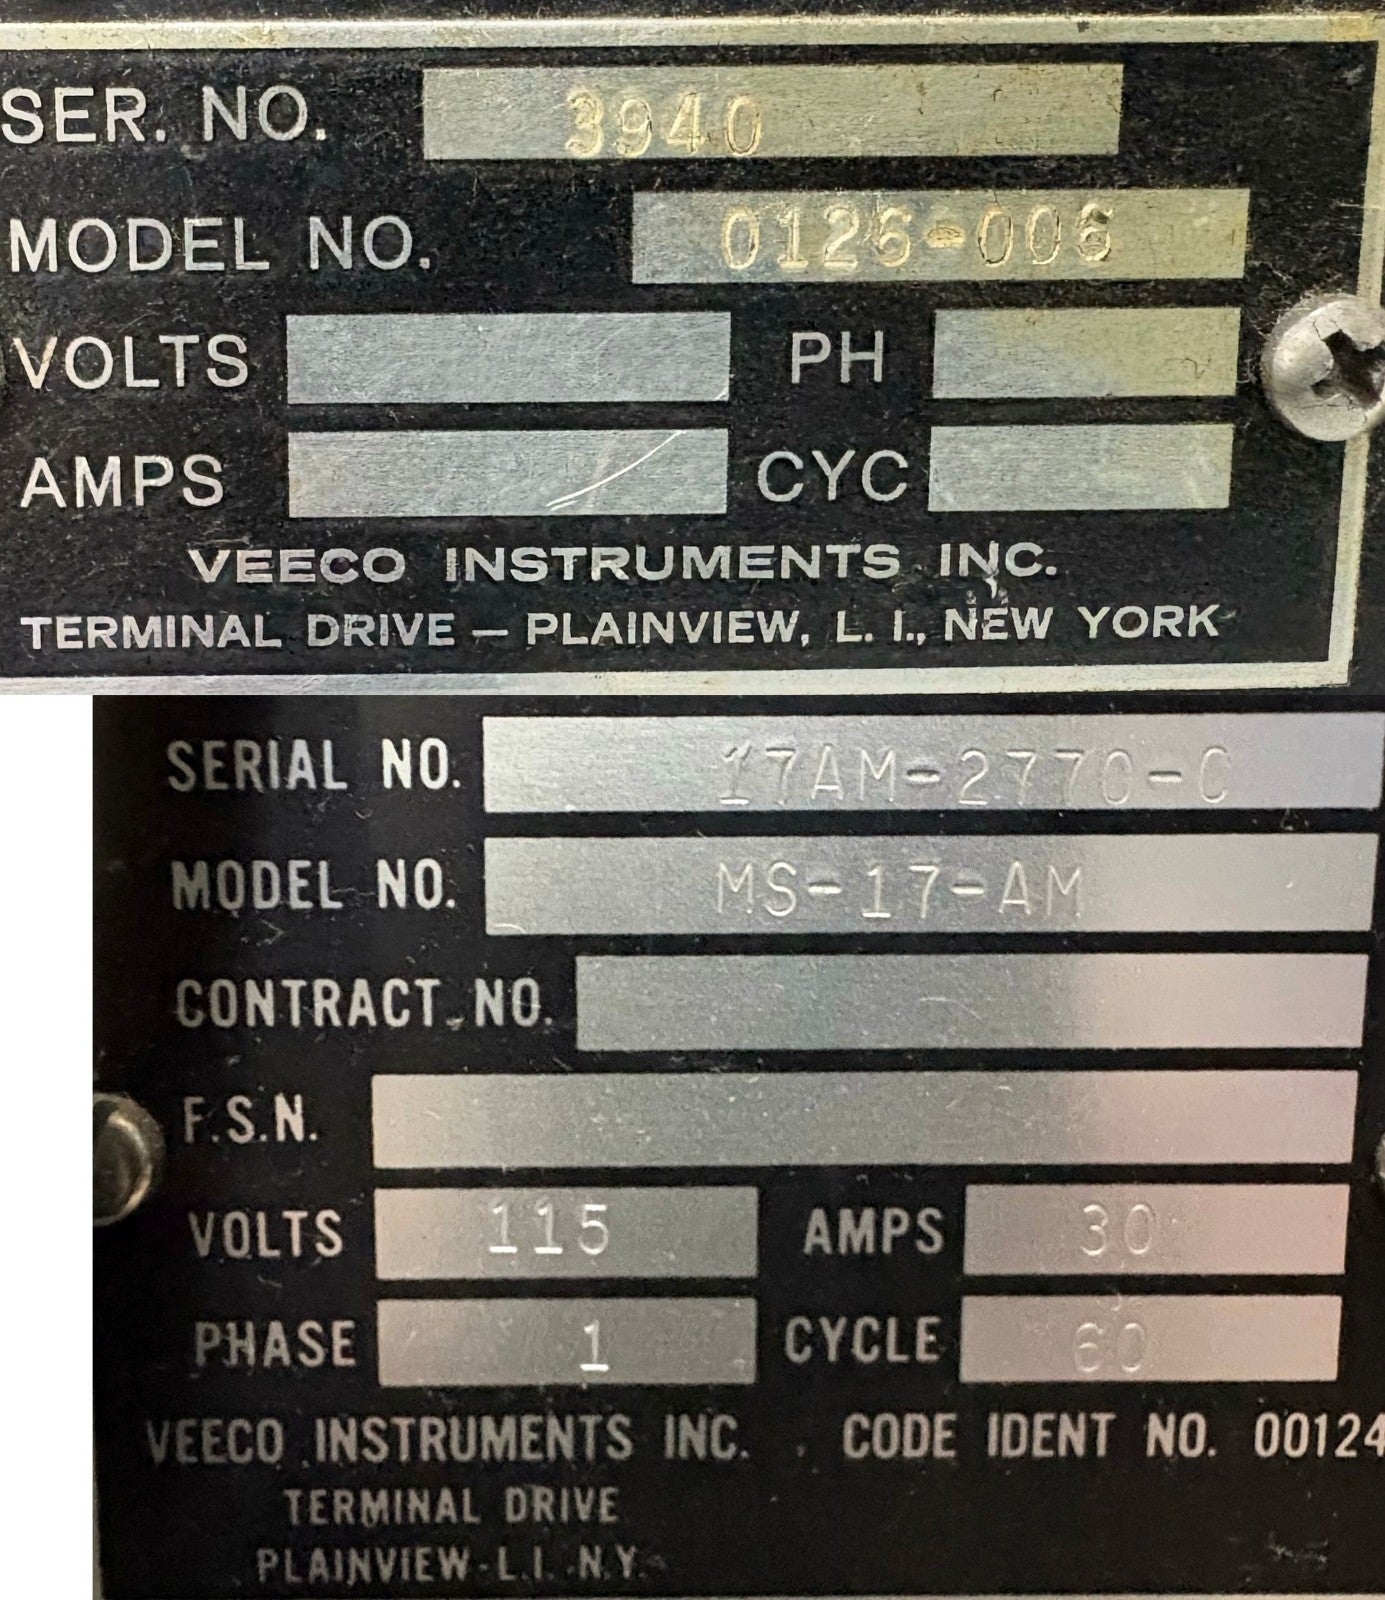 SER. NO. 3940
MODEL NO. 0126-006
VOLTS PH
AMPS CYC
VEECO INSTRUMENTS INC.
TERMINAL DRIVE — PLAINVIEW, L. I., NEW YORK
SERIAL NO. 17AM-2770-C
MODEL NO. MS-17-AM
CONTRACT NO.
F.S.N.
VOLTS 115 AMPS 30
PHASE 1 CYCLE 60
VEECO INSTRUMENTS INC. CODE IDENT NO. 00124
TERMINAL DRIVE
PLAINVIEW-L.I. N.Y.